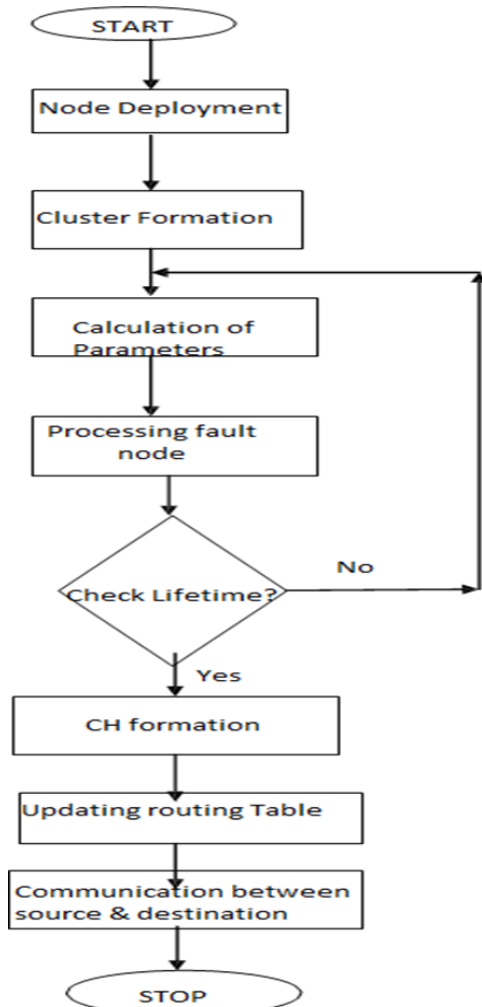 START
Node Deployment
Cluster Formation
Calculation of
Parameters
Processing fault
node
Check Lifetime?
No
Yes
CH formation
Updating routing Table
Communication between
source & destination
STOP